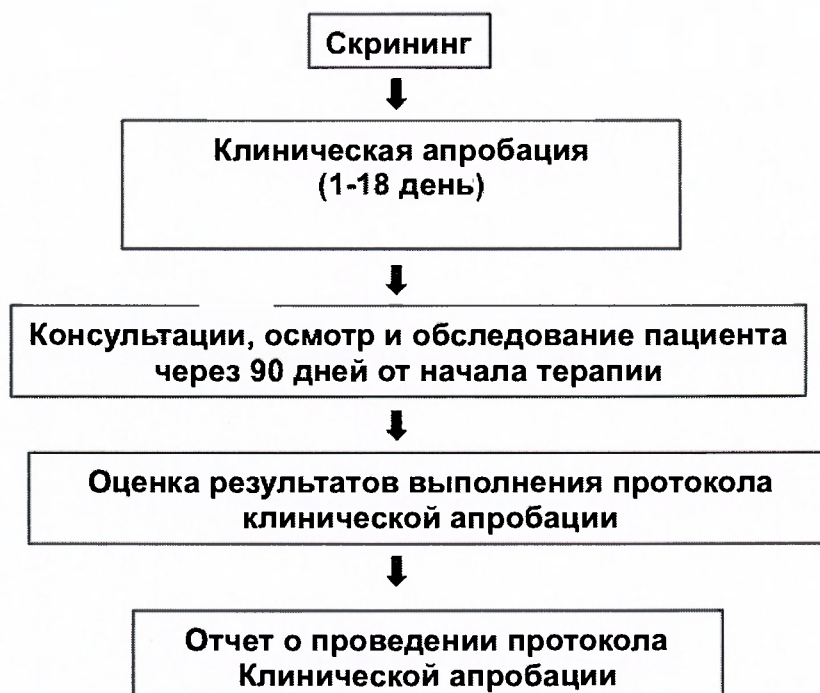 Скрининг
Клиническая апробация
(1-18 день)
Консультации, осмотр и обследование пациента
через 90 дней от начала терапии
Оценка результатов выполнения протокола
клинической апробации
Отчет о проведении протокола
Клинической апробации